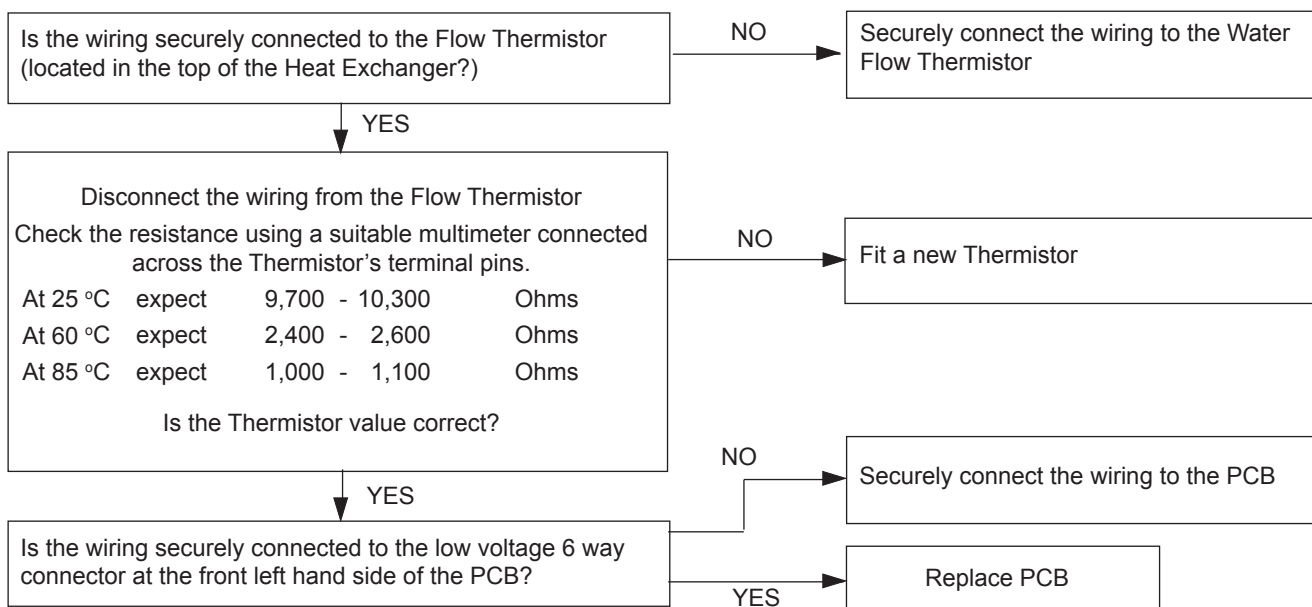 Is the wiring securely connected to the Flow Thermistor
(located in the top of the Heat Exchanger?)
NO
Securely connect the wiring to the Water
Flow Thermistor
YES
Disconnect the wiring from the Flow Thermistor
Check the resistance using a suitable multimeter connected
across the Thermistor's terminal pins.
At 25 °C expect 9,700 - 10,300 Ohms
At 60 °C expect 2,400 - 2,600 Ohms
At 85 °C expect 1,000 - 1,100 Ohms
Is the Thermistor value correct?
NO
Fit a new Thermistor
YES
Is the wiring securely connected to the low voltage 6 way
connector at the front left hand side of the PCB?
NO
Securely connect the wiring to the PCB
YES
Replace PCB